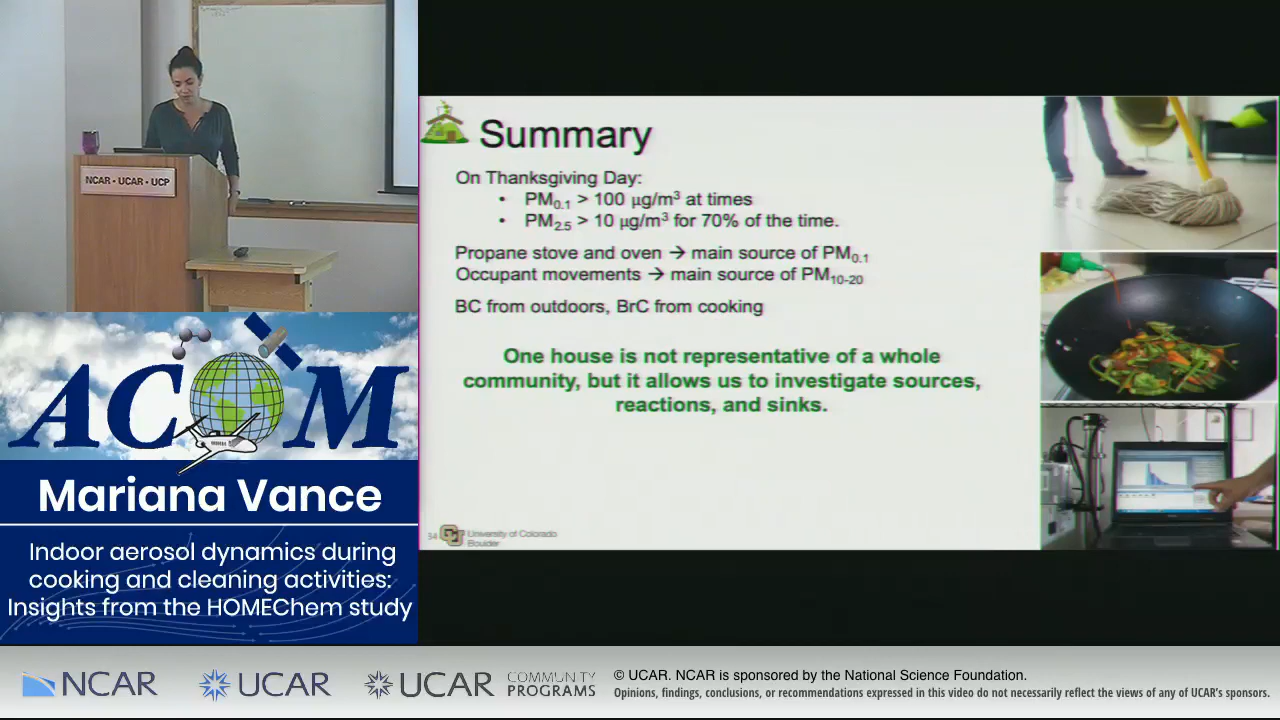 NCAR • UCAR • UCP
ACOM
Mariana Vance
Indoor aerosol dynamics during
cooking and cleaning activities:
Insights from the HOMEChem study
Summary
On Thanksgiving Day:
• PM0.1 > 100 μg/m³ at times
• PM2.5 > 10 μg/m³ for 70% of the time.
Propane stove and oven → main source of PM0.1
Occupant movements → main source of PM10-20
BC from outdoors, BrC from cooking
One house is not representative of a whole
community, but it allows us to investigate sources,
reactions, and sinks.
34
University of Colorado
Boulder
NCAR
UCAR
UCAR
COMMUNITY
PROGRAMS
© UCAR. NCAR is sponsored by the National Science Foundation.
Opinions, findings, conclusions, or recommendations expressed in this video do not necessarily reflect the views of any of UCAR's sponsors.